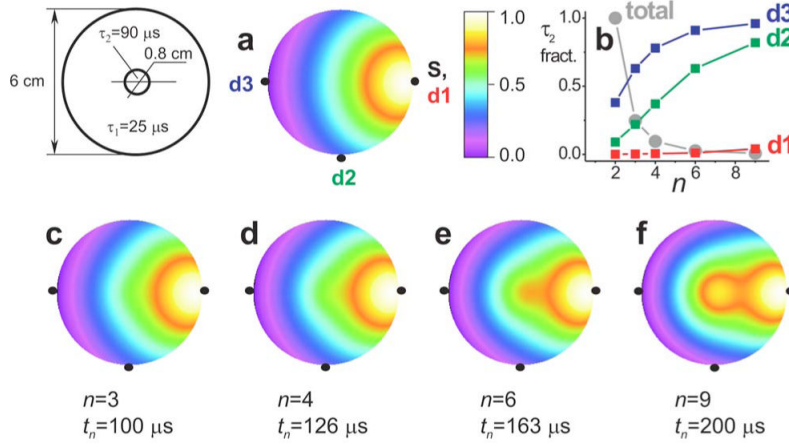 τ2=90 μs
0.8 cm
6 cm
τ1=25 μs
a
d3
d2
S,
d1
1.0
0.5
0.0
τ2
fract.
1.0
0.5
0.0
total
b
d3
d2
d1
2 4 6 8
n
c
d
e
f
n=3
tn=100 μs
n=4
tn=126 μs
n=6
tn=163 μs
n=9
tn=200 μs